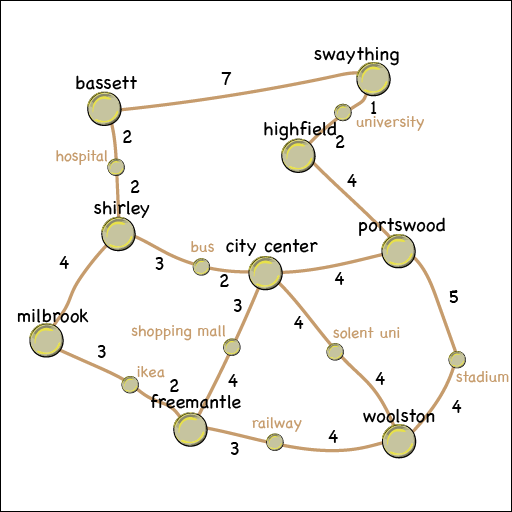 swaything
bassett
7
1
university
highfield
2
2
hospital
2
4
shirley
portswood
bus
city center
3
4
4
2
5
3
milbrook
shopping mall
4
solent uni
3
ikea
2
4
4
stadium
freemantle
4
woolston
railway
3
4